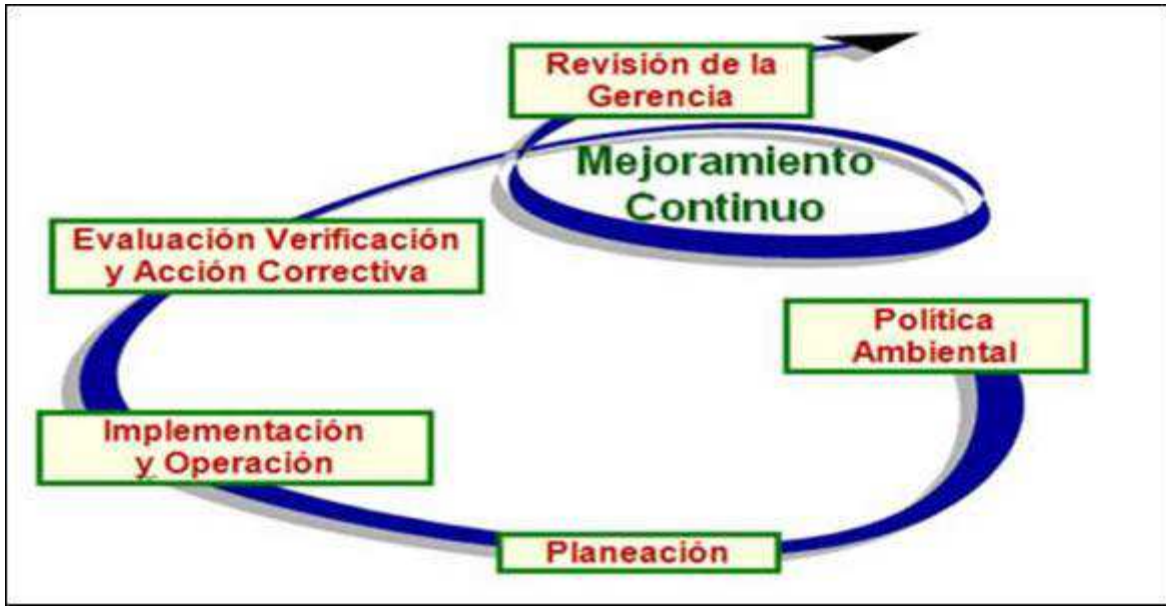 Revisión de la
Gerencia
Mejoramiento
Continuo
Evaluación Verificación
y Acción Correctiva
Política
Ambiental
Implementación
y Operación
Planeación